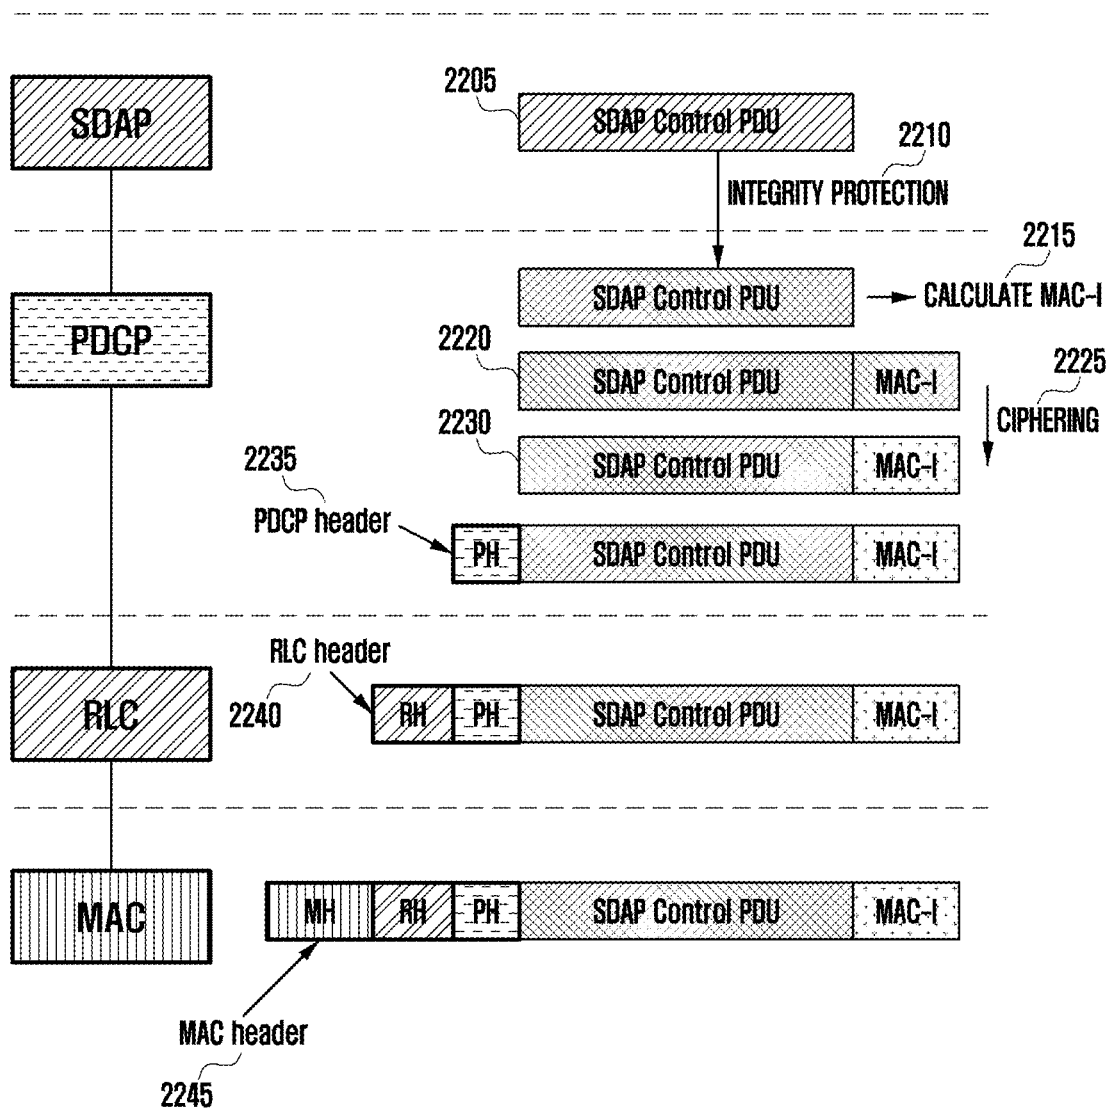 2205
SDAP
SDAP Control PDU
2210
INTEGRITY PROTECTION
2215
SDAP Control PDU
CALCULATE MAC-I
PDCP
2220
SDAP Control PDU MAC-I
2225
CIPHERING
2230
SDAP Control PDU MAC-I
2235
PDCP header
PH SDAP Control PDU MAC-I
RLC header
2240
RLC
RH PH SDAP Control PDU MAC-I
MAC
MH RH PH SDAP Control PDU MAC-I
MAC header
2245